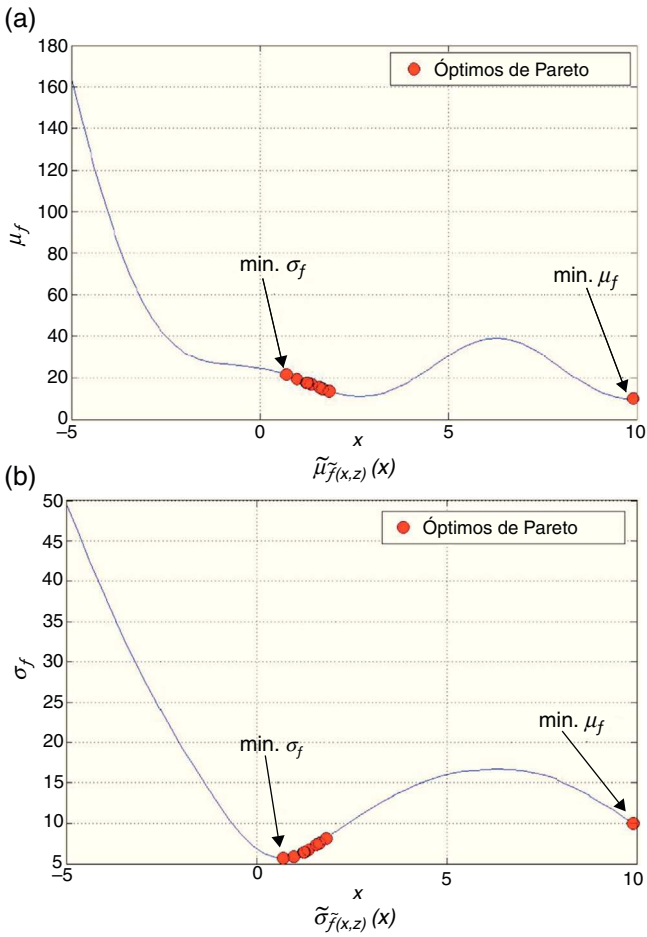 (a)
180
160
140
120
100
80
60
40
20
0
μf
Óptimos de Pareto
min. σf
min. μf
–5
0
5
10
x
μ̃f̃(x,z) (x)
(b)
50
45
40
35
30
25
20
15
10
5
σf
Óptimos de Pareto
min. σf
min. μf
–5
0
5
10
x
σ̃f̃(x,z) (x)